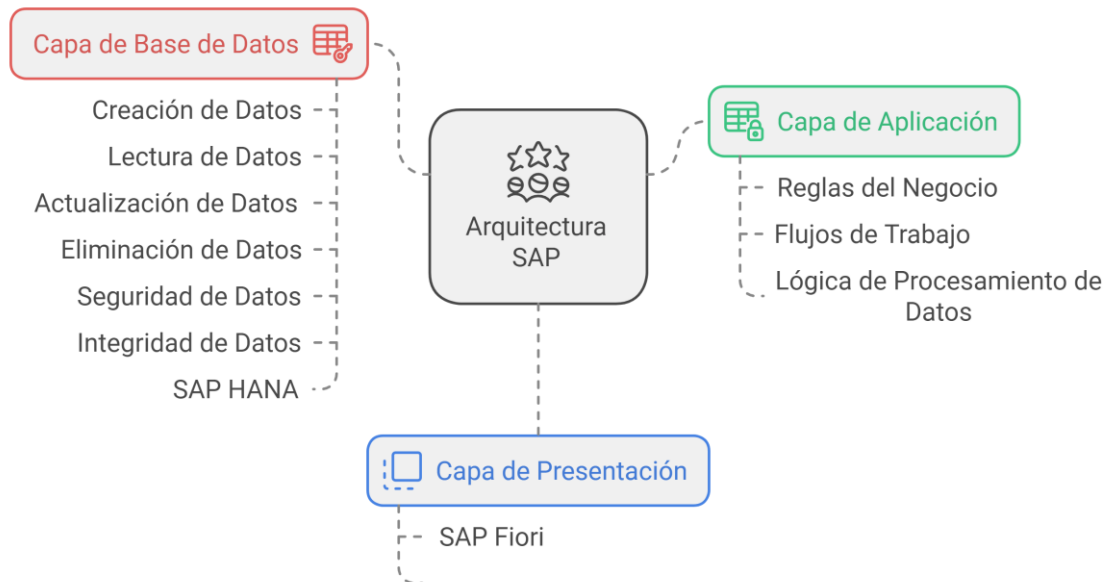 Capa de Base de Datos
Creación de Datos
Lectura de Datos
Actualización de Datos
Eliminación de Datos
Seguridad de Datos
Integridad de Datos
SAP HANA
Arquitectura
SAP
Capa de Aplicación
Reglas del Negocio
Flujos de Trabajo
Lógica de Procesamiento de
Datos
Capa de Presentación
SAP Fiori